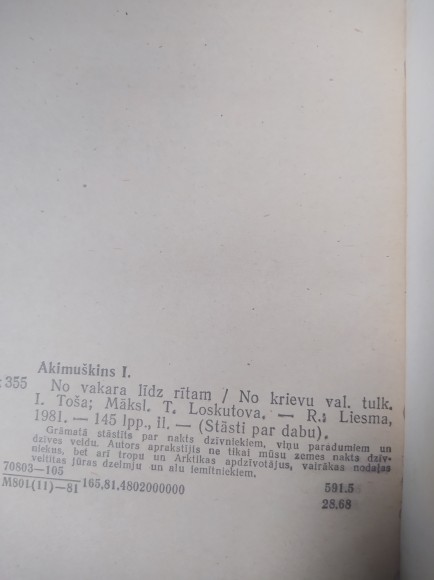 Akimuškins I.
355
No vakara līdz rītam / No krievu val. tulk.
I. Toša; Māksl. T. Loskutova. — R.: Liesma,
1981. — 145 lpp., il. — (Stāsti par dabu).
Grāmatā stāstīts par nakts dzīvniekiem, viņu paradumiem un
dzīves veidu. Autors aprakstījis ne tikai mūsu zemes nakts dzīv-
niekus, bet arī tropu un Arktikas apdzīvotājus, vairākas nodaļas
veltītas jūras dzelmju un alu iemītniekiem.
70803—105
M801(11)—81 165,81.4802000000 591.5
28.68